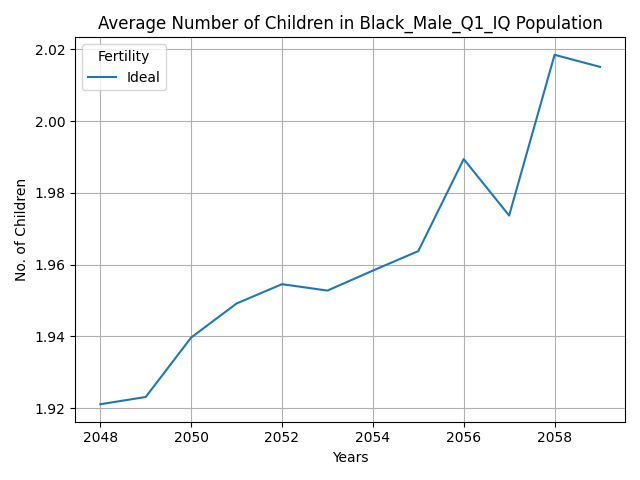 Average Number of Children in Black_Male_Q1_IQ Population
Fertility
Ideal
No. of Children
2.02
2.00
1.98
1.96
1.94
1.92
2048 2050 2052 2054 2056 2058
Years